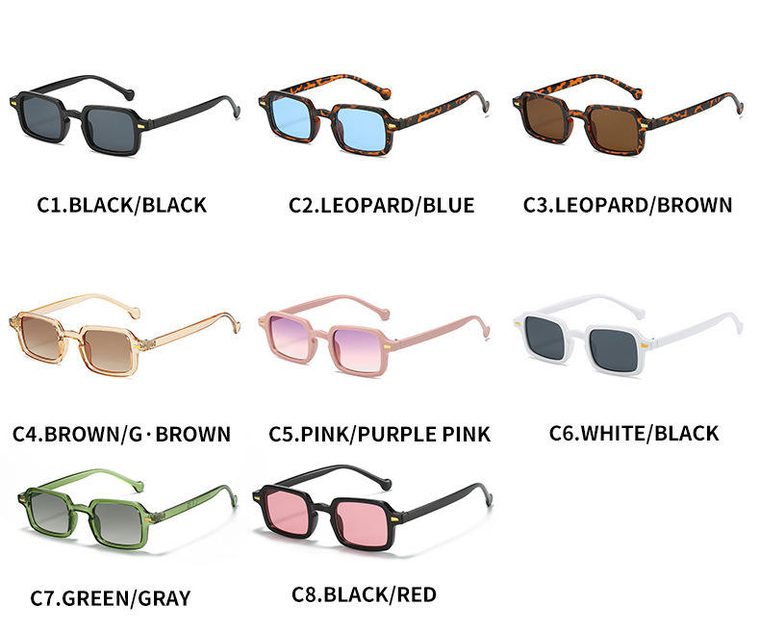 C1.BLACK/BLACK
C2.LEOPARD/BLUE
C3.LEOPARD/BROWN
C4.BROWN/G·BROWN
C5.PINK/PURPLE PINK
C6.WHITE/BLACK
C7.GREEN/GRAY
C8.BLACK/RED